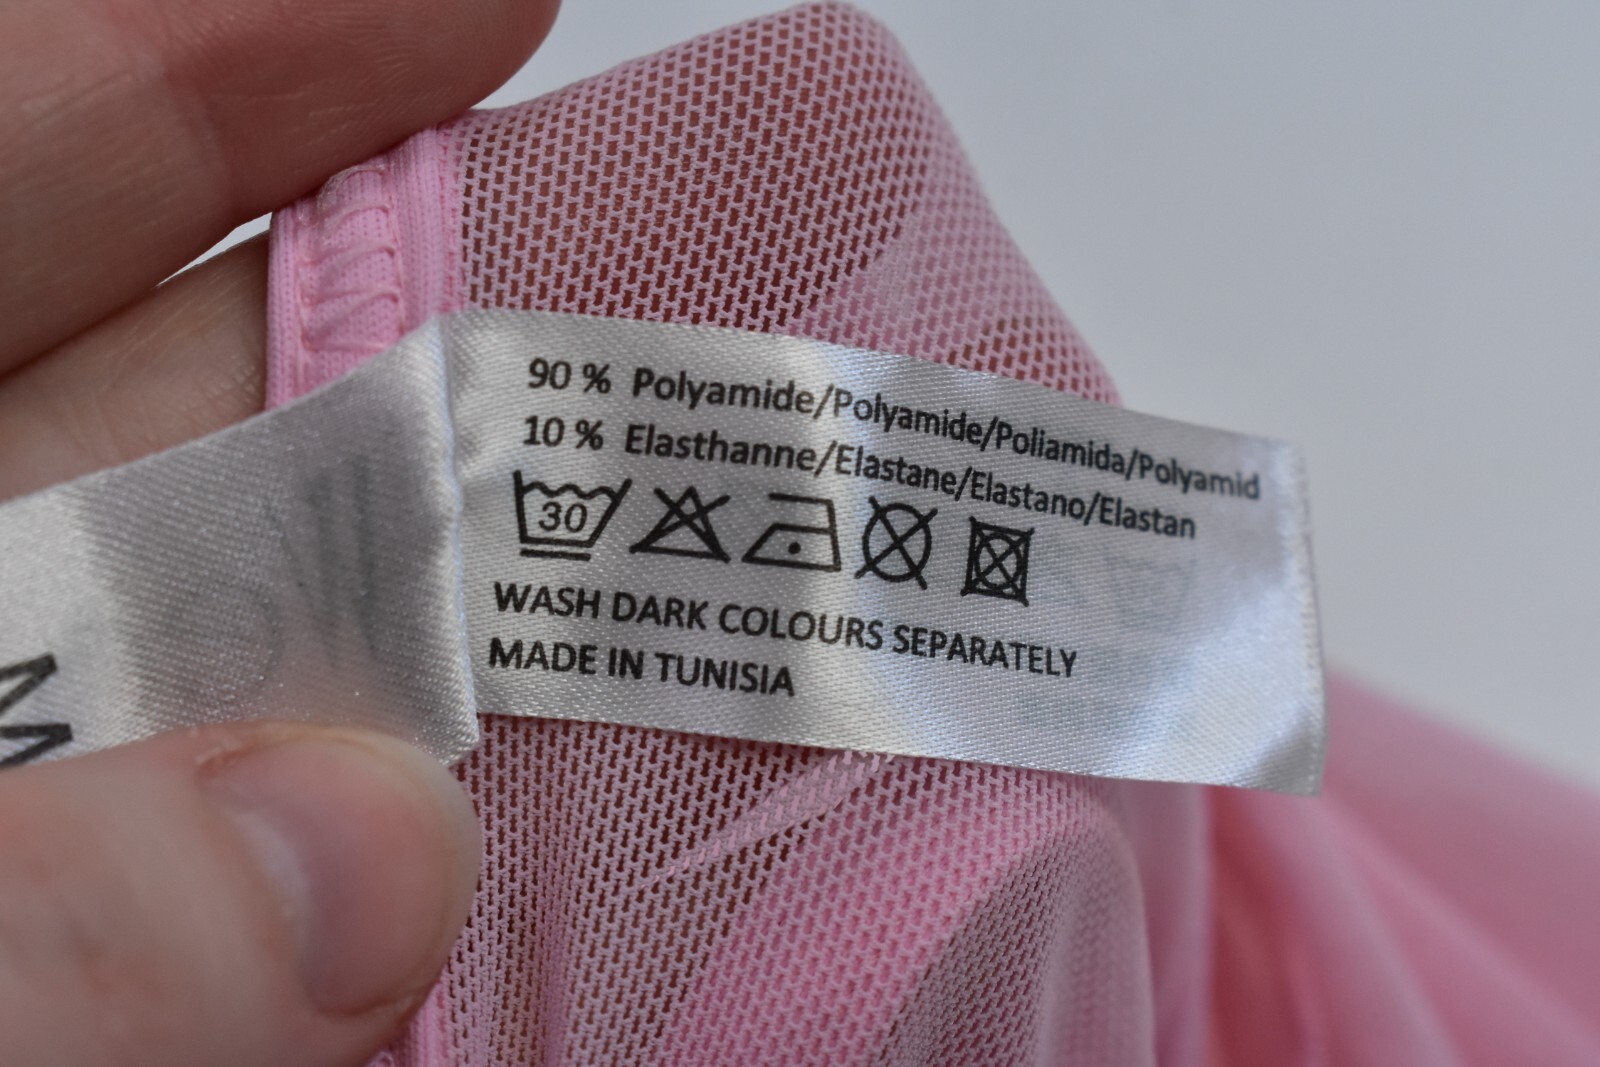 90 % Polyamide/Polyamide/Poliamida/Polyamid
10 % Elasthanne/Elastane/Elastano/Elastan
30
WASH DARK COLOURS SEPARATELY
MADE IN TUNISIA
M